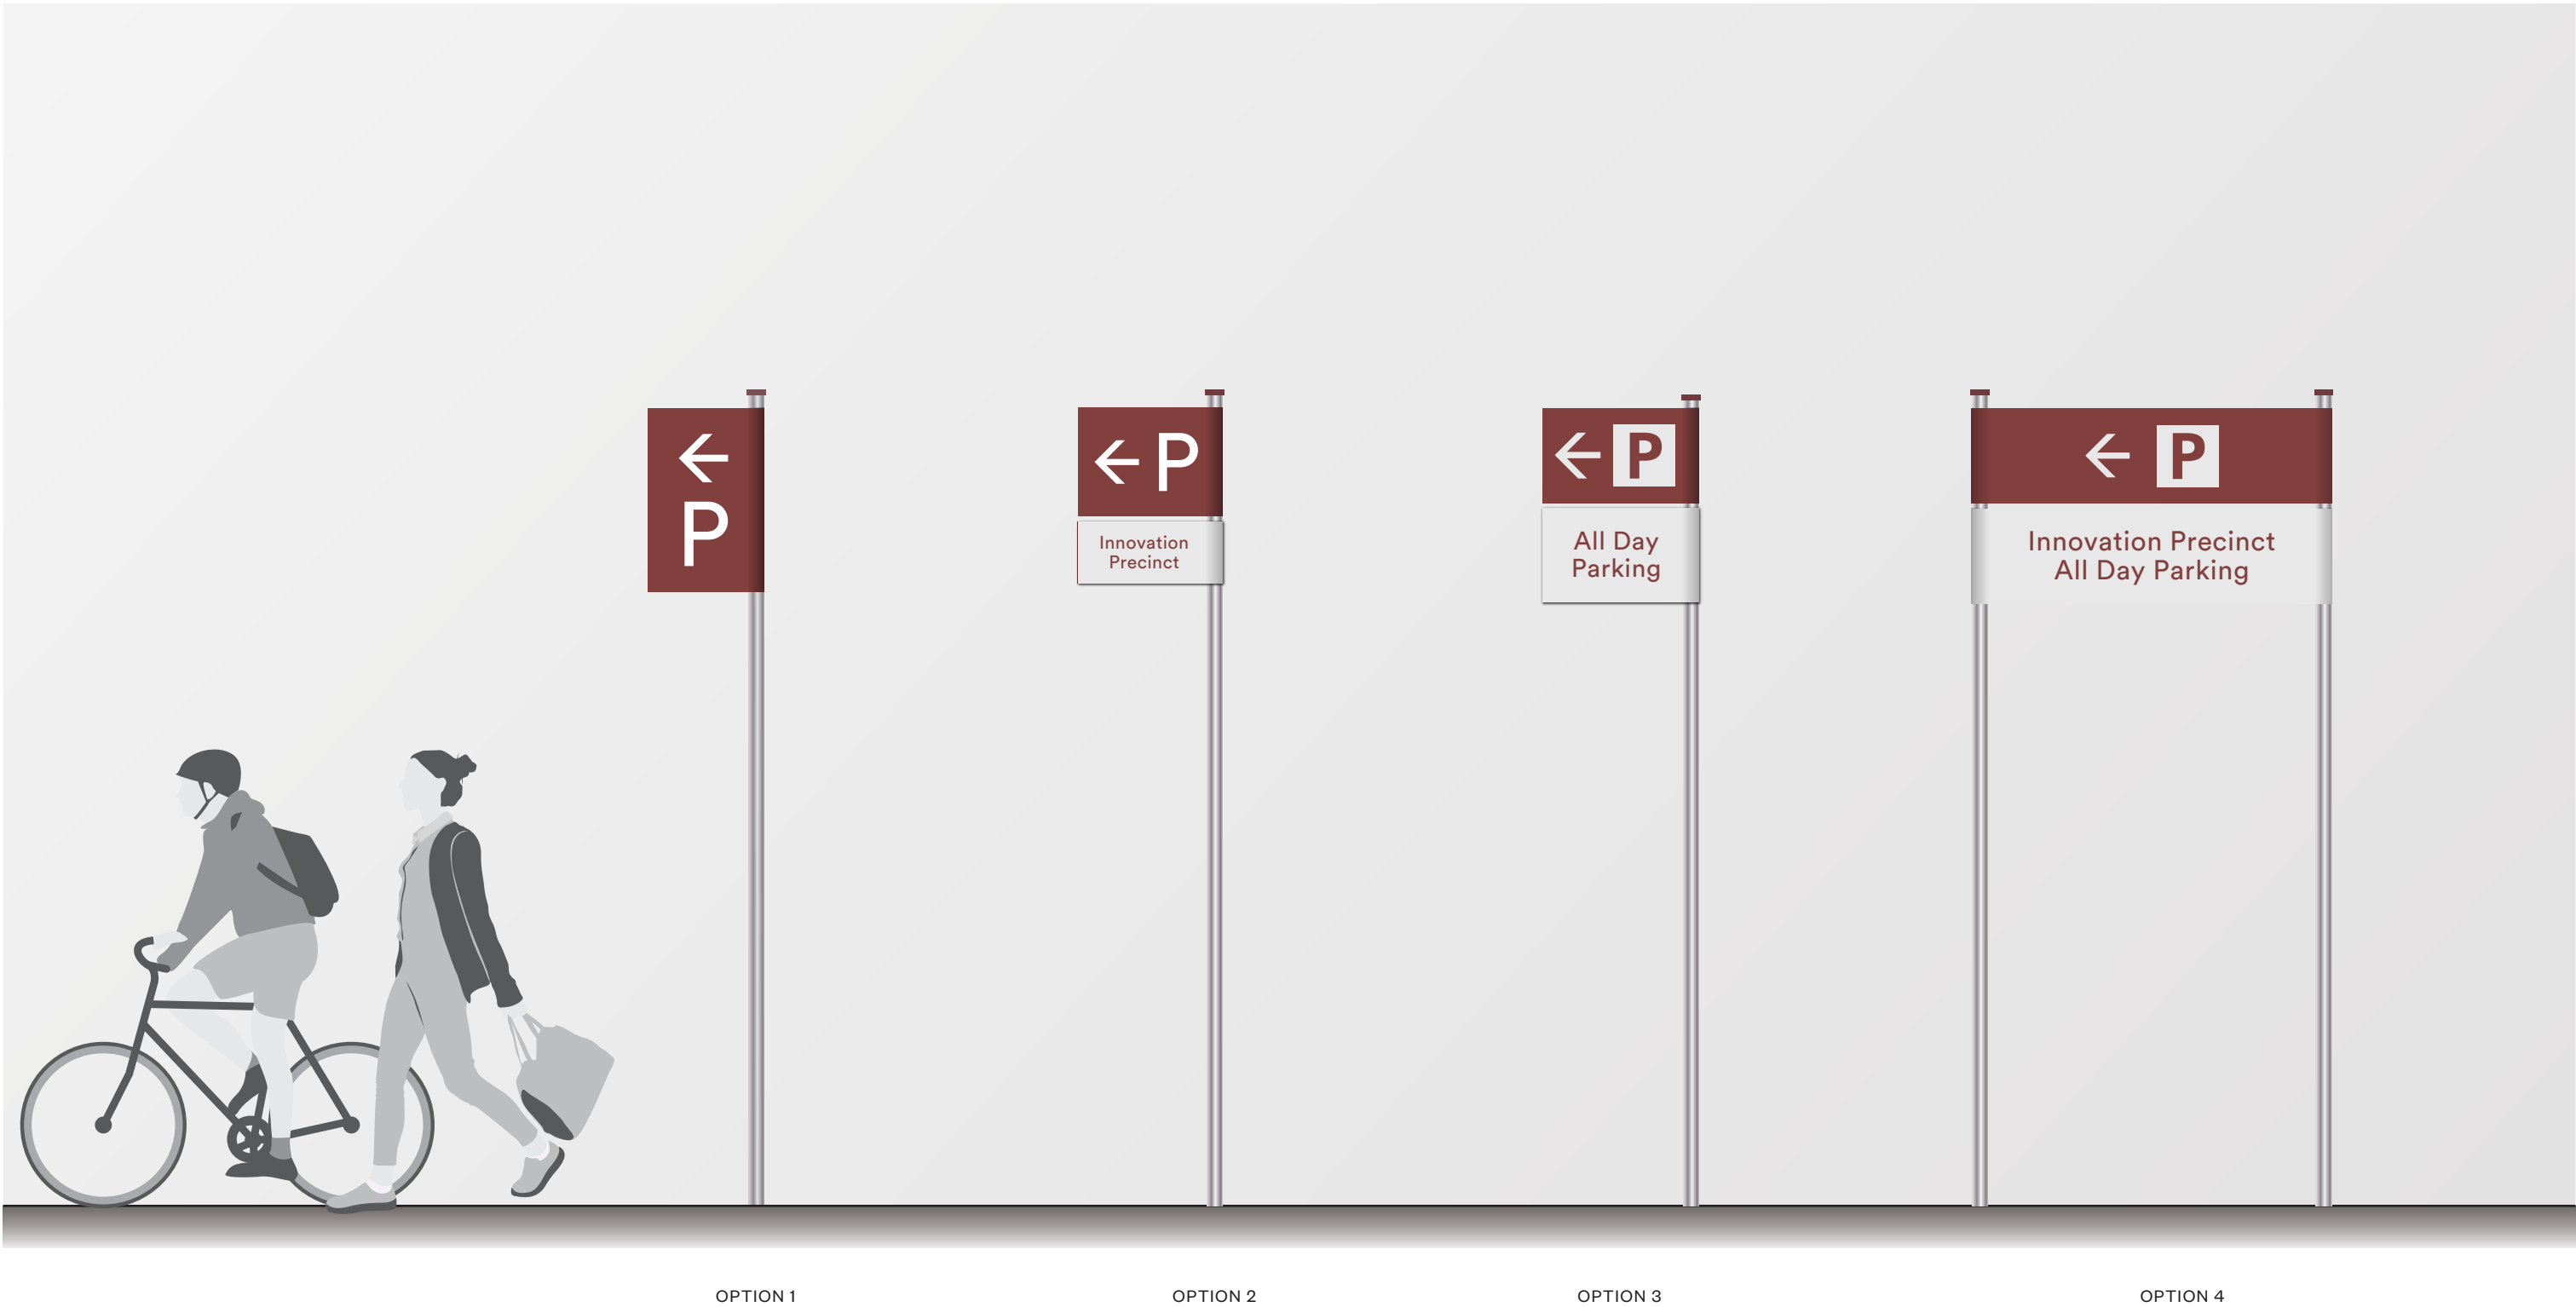 ←
P
← P
Innovation
Precinct
← P
All Day
Parking
← P
Innovation Precinct
All Day Parking
OPTION 1
OPTION 2
OPTION 3
OPTION 4